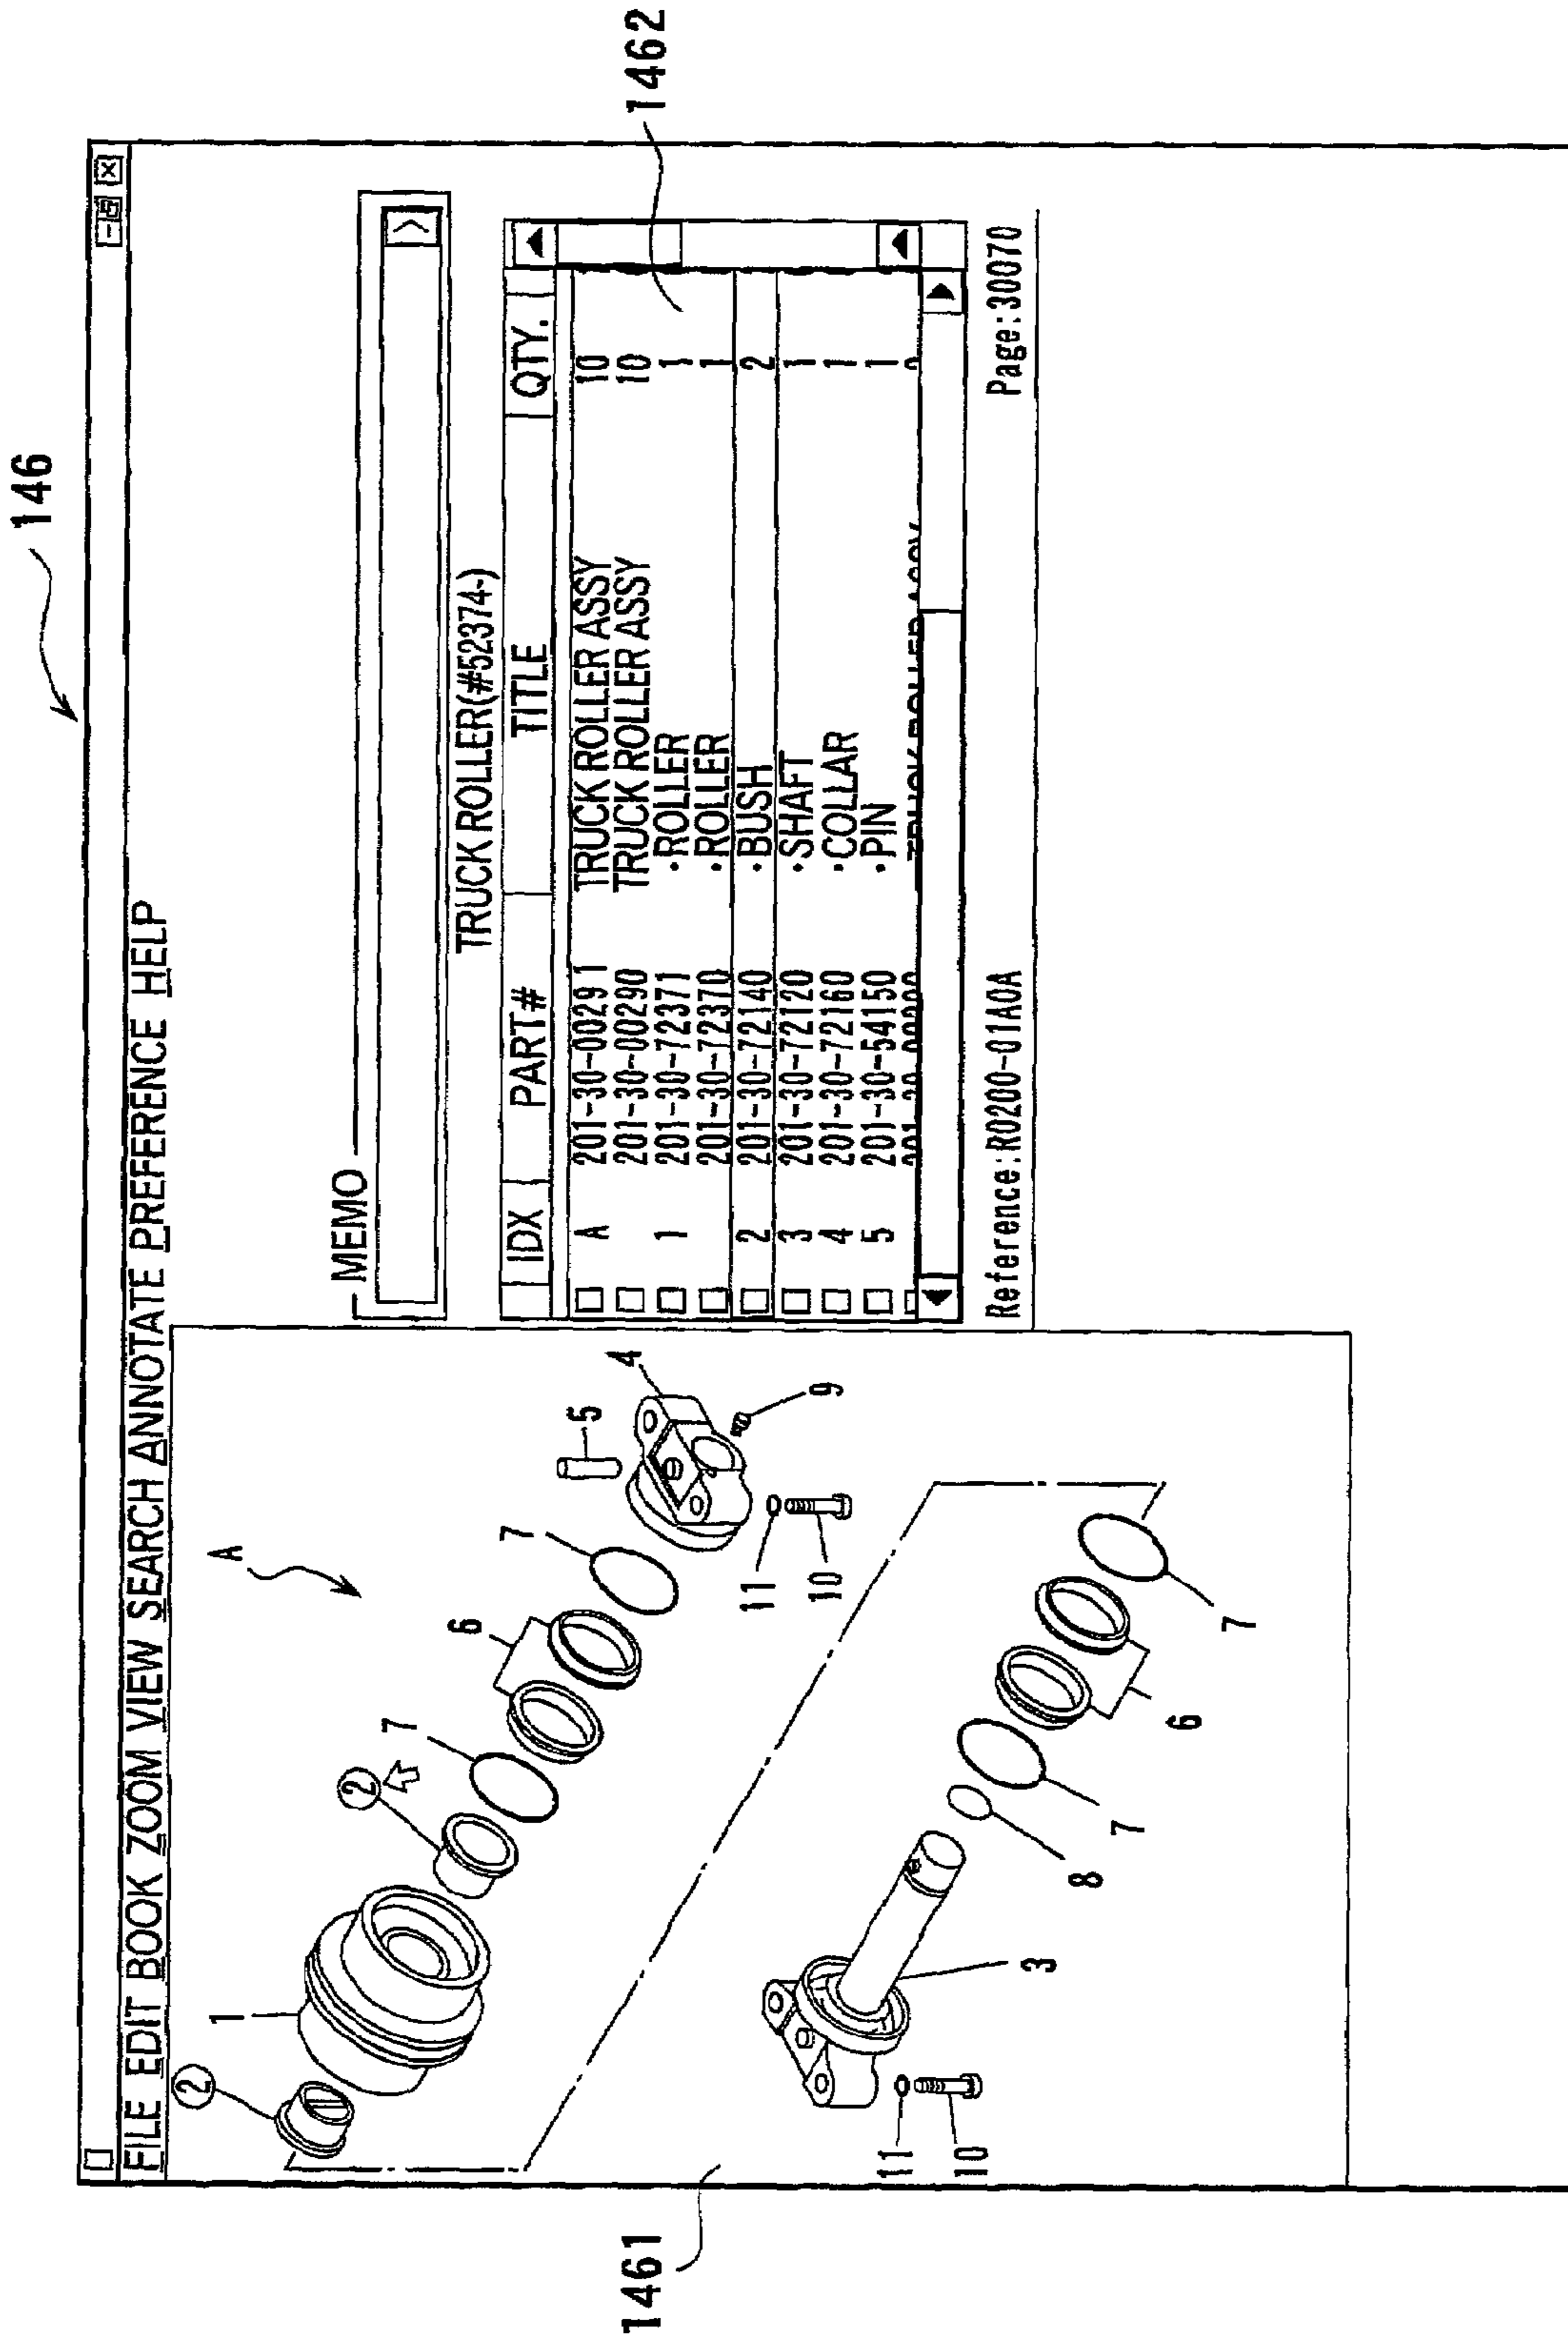 146
FILE EDIT BOOK ZOOM VIEW SEARCH ANNOTATE PREFERENCE HELP
MEMO
TRUCK ROLLER(#52374-)
IDX PART# TITLE QTY.
A 201-30-00291 TRUCK ROLLER ASSY 10
201-30-00290 TRUCK ROLLER ASSY 10
1 201-30-72371 ·ROLLER 1
201-30-72370 ·ROLLER 1
2 201-30-72140 ·BUSH 2
3 201-30-72120 ·SHAFT 1
4 201-30-72160 ·COLLAR 1
5 201-30-54150 ·PIN 1
Reference:R0200-01A0A Page:30070
1462
1461
A
2
1
2
7
6
7
5
4
9
11
10
11
10
3
8
7
6
7